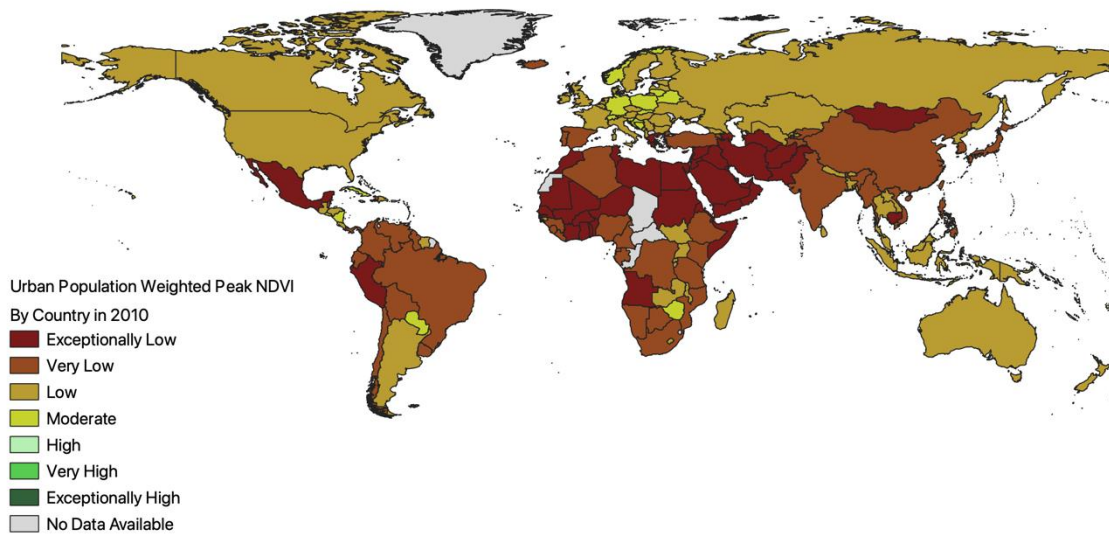 Urban Population Weighted Peak NDVI
By Country in 2010
Exceptionally Low
Very Low
Low
Moderate
High
Very High
Exceptionally High
No Data Available